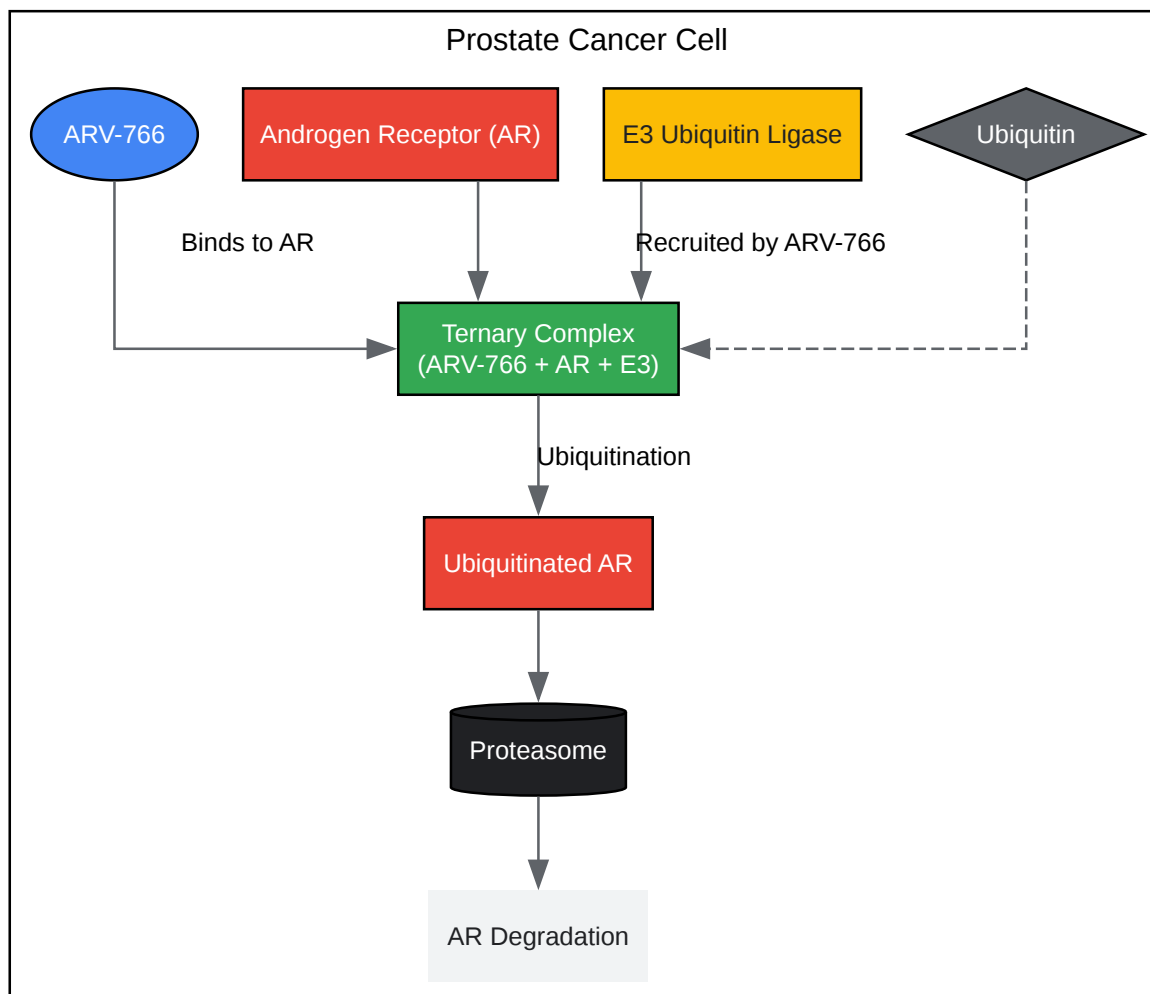 Prostate Cancer Cell
ARV-766
Androgen Receptor (AR)
E3 Ubiquitin Ligase
Ubiquitin
Binds to AR
Recruited by ARV-766
Ternary Complex
(ARV-766 + AR + E3)
Ubiquitination
Ubiquitinated AR
Proteasome
AR Degradation